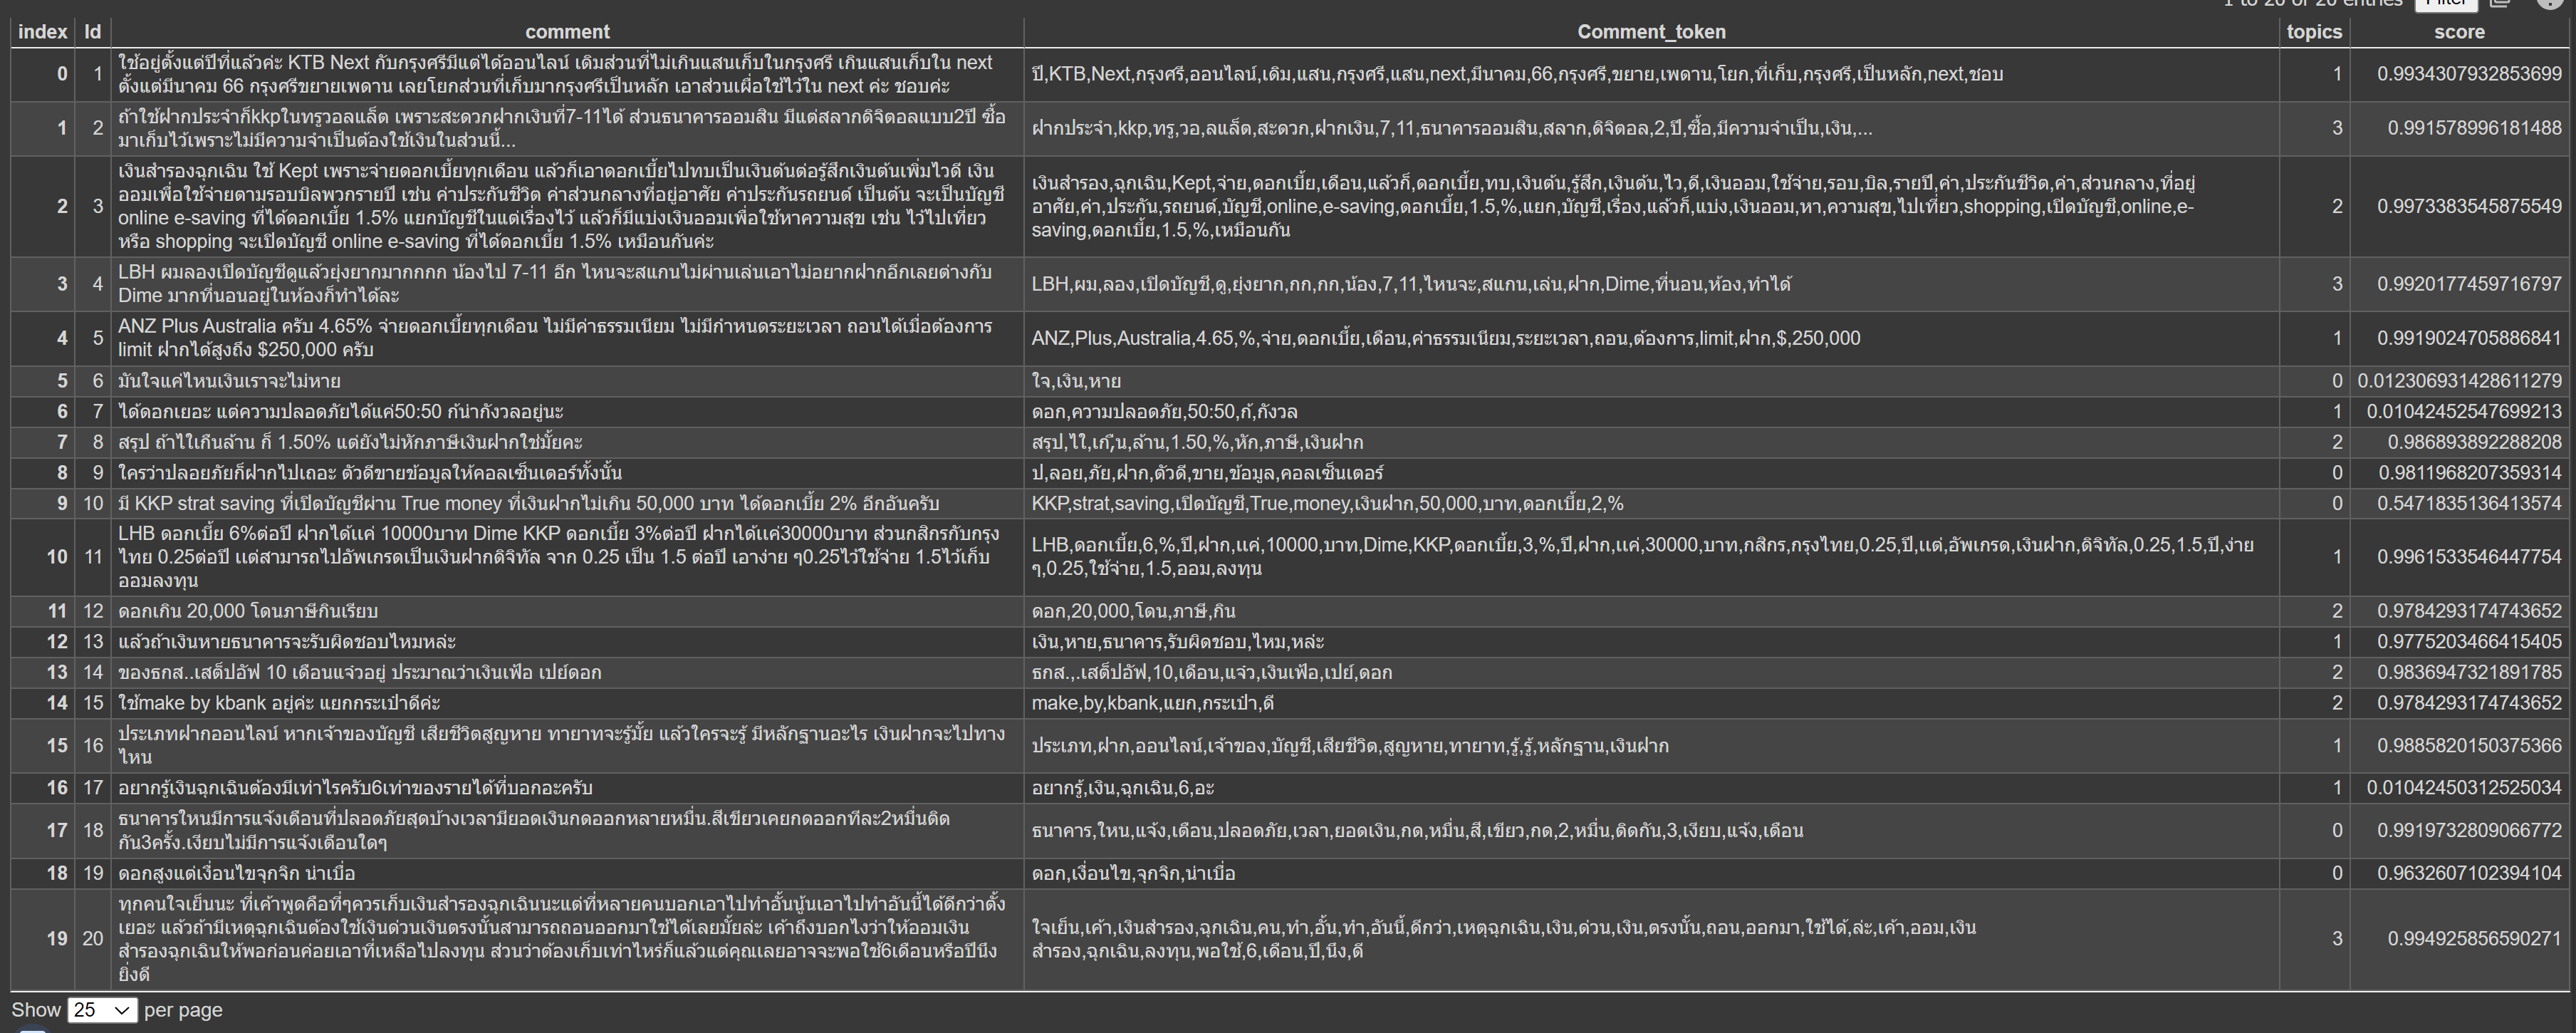 1 to 20 of 20 entries Filter
index Id comment Comment_token topics score
0 1 ใช้อยู่ตั้งแต่ปีที่แล้วค่ะ KTB Next กับกรุงศรีมีแต่ได้ออนไลน์ เดิมส่วนที่ไม่เกินแสนเก็บในกรุงศรี เกินแสนเก็บใน next
ตั้งแต่มีนาคม 66 กรุงศรีขยายเพดาน เลยโยกส่วนที่เก็บมากรุงศรีเป็นหลัก เอาส่วนเผื่อใช้ไว้ใน next ค่ะ ชอบค่ะ
ปี,KTB,Next,กรุงศรี,ออนไลน์,เดิม,แสน,กรุงศรี,แสน,next,มีนาคม,66,กรุงศรี,ขยาย,เพดาน,โยก,ที่เก็บ,กรุงศรี,เป็นหลัก,next,ชอบ
1 0.9934307932853699
1 2 ถ้าใช้ฝากประจำก็kkpในทรูวอลแล็ต เพราะสะดวกฝากเงินที่7-11ได้ ส่วนธนาคารออมสิน มีแต่สลากดิจิตอลแบบ2ปี ซื้อ
มาเก็บไว้เพราะไม่มีความจำเป็นต้องใช้เงินในส่วนนี้...
ฝากประจำ,kkp,ทรู,วอ,ลแล็ต,สะดวก,ฝากเงิน,7,11,ธนาคารออมสิน,สลาก,ดิจิตอล,2,ปี,ซื้อ,มีความจำเป็น,เงิน,...
3 0.991578996181488
2 3 เงินสำรองฉุกเฉิน ใช้ Kept เพราะจ่ายดอกเบี้ยทุกเดือน แล้วก็เอาดอกเบี้ยไปทบเป็นเงินต้นต่อรู้สึกเงินต้นเพิ่มไวดี เงิน
ออมเพื่อใช้จ่ายตามรอบบิลพวกรายปี เช่น ค่าประกันชีวิต ค่าส่วนกลางที่อยู่อาศัย ค่าประกันรถยนต์ เป็นต้น จะเป็นบัญชี
online e-saving ที่ได้ดอกเบี้ย 1.5% แยกบัญชีในแต่เรื่องไว้ แล้วก็มีแบ่งเงินออมเพื่อใช้หาความสุข เช่น ไว้ไปเที่ยว
หรือ shopping จะเปิดบัญชี online e-saving ที่ได้ดอกเบี้ย 1.5% เหมือนกันค่ะ
เงินสำรอง,ฉุกเฉิน,Kept,จ่าย,ดอกเบี้ย,เดือน,แล้วก็,ดอกเบี้ย,ทบ,เงินต้น,รู้สึก,เงินต้น,ไว,ดี,เงินออม,ใช้จ่าย,รอบ,บิล,รายปี,ค่า,ประกันชีวิต,ค่า,ส่วนกลาง,ที่อยู่
อาศัย,ค่า,ประกัน,รถยนต์,บัญชี,online,e-saving,ดอกเบี้ย,1.5,%,แยก,บัญชี,เรื่อง,แล้วก็,แบ่ง,เงินออม,หา,ความสุข,ไปเที่ยว,shopping,เปิดบัญชี,online,e-
saving,ดอกเบี้ย,1.5,%,เหมือนกัน
2 0.9973383545875549
3 4 LBH ผมลองเปิดบัญชีดูแล้วยุ่งยากมากกกก น้องไป 7-11 อีก ไหนจะสแกนไม่ผ่านเล่นเอาไม่อยากฝากอีกเลยต่างกับ
Dime มากที่นอนอยู่ในห้องก็ทำได้ละ
LBH,ผม,ลอง,เปิดบัญชี,ดู,ยุ่งยาก,กก,กก,น้อง,7,11,ไหนจะ,สแกน,เล่น,ฝาก,Dime,ที่นอน,ห้อง,ทำได้
3 0.9920177459716797
4 5 ANZ Plus Australia ครับ 4.65% จ่ายดอกเบี้ยทุกเดือน ไม่มีค่าธรรมเนียม ไม่มีกำหนดระยะเวลา ถอนได้เมื่อต้องการ
limit ฝากได้สูงถึง $250,000 ครับ
ANZ,Plus,Australia,4.65,%,จ่าย,ดอกเบี้ย,เดือน,ค่าธรรมเนียม,ระยะเวลา,ถอน,ต้องการ,limit,ฝาก,$,250,000
1 0.9919024705886841
5 6 มันใจแค่ไหนเงินเราจะไม่หาย ใจ,เงิน,หาย 0 0.012306931428611279
6 7 ได้ดอกเยอะ แต่ความปลอดภัยได้แค่50:50 ก้น่ากังวลอยู่นะ ดอก,ความปลอดภัย,50:50,ก้,กังวล 1 0.01042452547699213
7 8 สรุป ถ้าไใเกืนล้าน ก็ 1.50% แต่ยังไม่หักภาษีเงินฝากใช่มั้ยคะ สรุป,ไใ,เกืุน,ล้าน,1.50,%,หัก,ภาษี,เงินฝาก 2 0.986893892288208
8 9 ใครว่าปลอยภัยก็ฝากไปเถอะ ตัวดีขายข้อมูลให้คอลเซ็นเตอร์ทั้งนั้น ป,ลอย,ภัย,ฝาก,ตัวดี,ขาย,ข้อมูล,คอลเซ็นเตอร์ 0 0.9811968207359314
9 10 มี KKP strat saving ที่เปิดบัญชีผ่าน True money ที่เงินฝากไม่เกิน 50,000 บาท ได้ดอกเบี้ย 2% อีกอันครับ KKP,strat,saving,เปิดบัญชี,True,money,เงินฝาก,50,000,บาท,ดอกเบี้ย,2,% 0 0.5471835136413574
10 11 LHB ดอกเบี้ย 6%ต่อปี ฝากได้แค่ 10000บาท Dime KKP ดอกเบี้ย 3%ต่อปี ฝากได้แค่30000บาท ส่วนกสิกรกับกรุง
ไทย 0.25ต่อปี แต่สามารถไปอัพเกรดเป็นเงินฝากดิจิทัล จาก 0.25 เป็น 1.5 ต่อปี เอาง่าย ๆ0.25ไว้ใช้จ่าย 1.5ไว้เก็บ
ออมลงทุน
LHB,ดอกเบี้ย,6,%,ปี,ฝาก,แค่,10000,บาท,Dime,KKP,ดอกเบี้ย,3,%,ปี,ฝาก,แค่,30000,บาท,กสิกร,กรุงไทย,0.25,ปี,แต่,อัพเกรด,เงินฝาก,ดิจิทัล,0.25,1.5,ปี,ง่าย
ๆ,0.25,ใช้จ่าย,1.5,ออม,ลงทุน
1 0.9961533546447754
11 12 ดอกเกิน 20,000 โดนภาษีกินเรียบ ดอก,20,000,โดน,ภาษี,กิน 2 0.9784293174743652
12 13 แล้วถ้าเงินหายธนาคารจะรับผิดชอบไหมหล่ะ เงิน,หาย,ธนาคาร,รับผิดชอบ,ไหม,หล่ะ 1 0.9775203466415405
13 14 ของธกส..เสต็ปอัฟ 10 เดือนแจ๋วอยู่ ประมาณว่าเงินเฟ้อ เปย์ดอก ธกส.,.เสต็ปอัฟ,10,เดือน,แจ๋ว,เงินเฟ้อ,เปย์,ดอก 2 0.9836947321891785
14 15 ใช้make by kbank อยู่ค่ะ แยกกระเป๋าดีค่ะ make,by,kbank,แยก,กระเป๋า,ดี 2 0.9784293174743652
15 16 ประเภทฝากออนไลน์ หากเจ้าของบัญชี เสียชีวิตสูญหาย ทายาทจะรู้มั้ย แล้วใครจะรู้ มีหลักฐานอะไร เงินฝากจะไปทาง
ไหน
ประเภท,ฝาก,ออนไลน์,เจ้าของ,บัญชี,เสียชีวิต,สูญหาย,ทายาท,รู้,รู้,หลักฐาน,เงินฝาก
1 0.9885820150375366
16 17 อยากรู้เงินฉุกเฉินต้องมีเท่าไรครับ6เท่าของรายได้ที่บอกอะครับ อยากรู้,เงิน,ฉุกเฉิน,6,อะ 1 0.01042450312525034
17 18 ธนาคารใหนมีการแจ้งเตือนที่ปลอดภัยสุดบ้างเวลามียอดเงินกดออกหลายหมื่น.สีเขียวเคยกดออกทีละ2หมื่นติด
กัน3ครั้ง.เงียบไม่มีการแจ้งเตือนใดๆ
ธนาคาร,ใหน,แจ้ง,เตือน,ปลอดภัย,เวลา,ยอดเงิน,กด,หมื่น,สี,เขียว,กด,2,หมื่น,ติดกัน,3,เงียบ,แจ้ง,เตือน
0 0.9919732809066772
18 19 ดอกสูงแต่เงื่อนไขจุกจิก น่าเบื่อ ดอก,เงื่อนไข,จุกจิก,น่าเบื่อ 0 0.9632607102394104
19 20 ทุกคนใจเย็นนะ ที่เค้าพูดคือที่ๆควรเก็บเงินสำรองฉุกเฉินนะแต่ที่หลายคนบอกเอาไปทำอั้นนู้นเอาไปทำอันนี้ได้ดีกว่าตั้ง
เยอะ แล้วถ้ามีเหตุฉุกเฉินต้องใช้เงินด่วนเงินตรงนั้นสามารถถอนออกมาใช้ได้เลยมั้ยล่ะ เค้าถึงบอกไงว่าให้ออมเงิน
สำรองฉุกเฉินให้พอก่อนค่อยเอาที่เหลือไปลงทุน ส่วนว่าต้องเก็บเท่าไหร่ก็แล้วแต่คุณเลยอาจจะพอใช้6เดือนหรือปีนึง
ยิ่งดี
ใจเย็น,เค้า,เงินสำรอง,ฉุกเฉิน,คน,ทำ,อั้น,ทำ,อันนี้,ดีกว่า,เหตุฉุกเฉิน,เงิน,ด่วน,เงิน,ตรงนั้น,ถอน,ออกมา,ใช้ได้,ล่ะ,เค้า,ออม,เงิน
สำรอง,ฉุกเฉิน,ลงทุน,พอใช้,6,เดือน,ปี,นึง,ดี
3 0.994925856590271
Show 25 per page